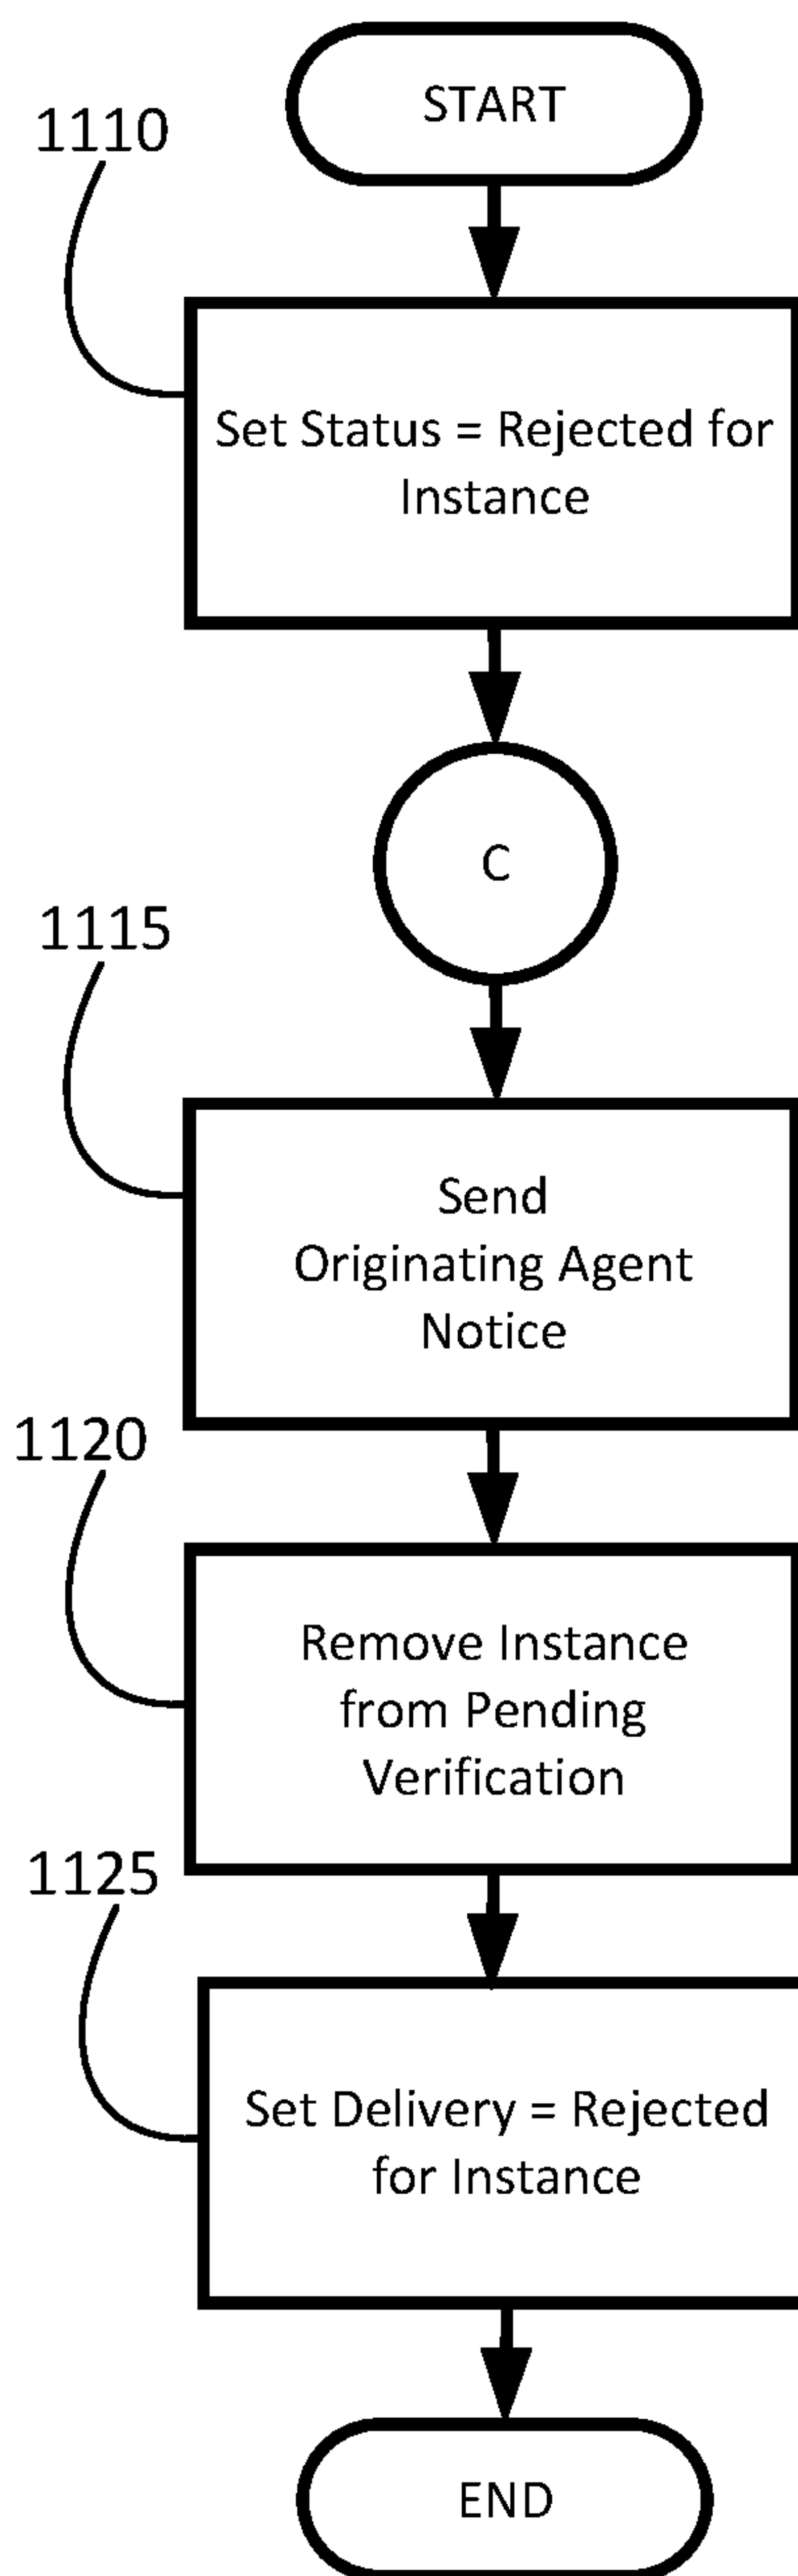 START
1110
Set Status = Rejected for
Instance
C
1115
Send
Originating Agent
Notice
1120
Remove Instance
from Pending
Verification
1125
Set Delivery = Rejected
for Instance
END